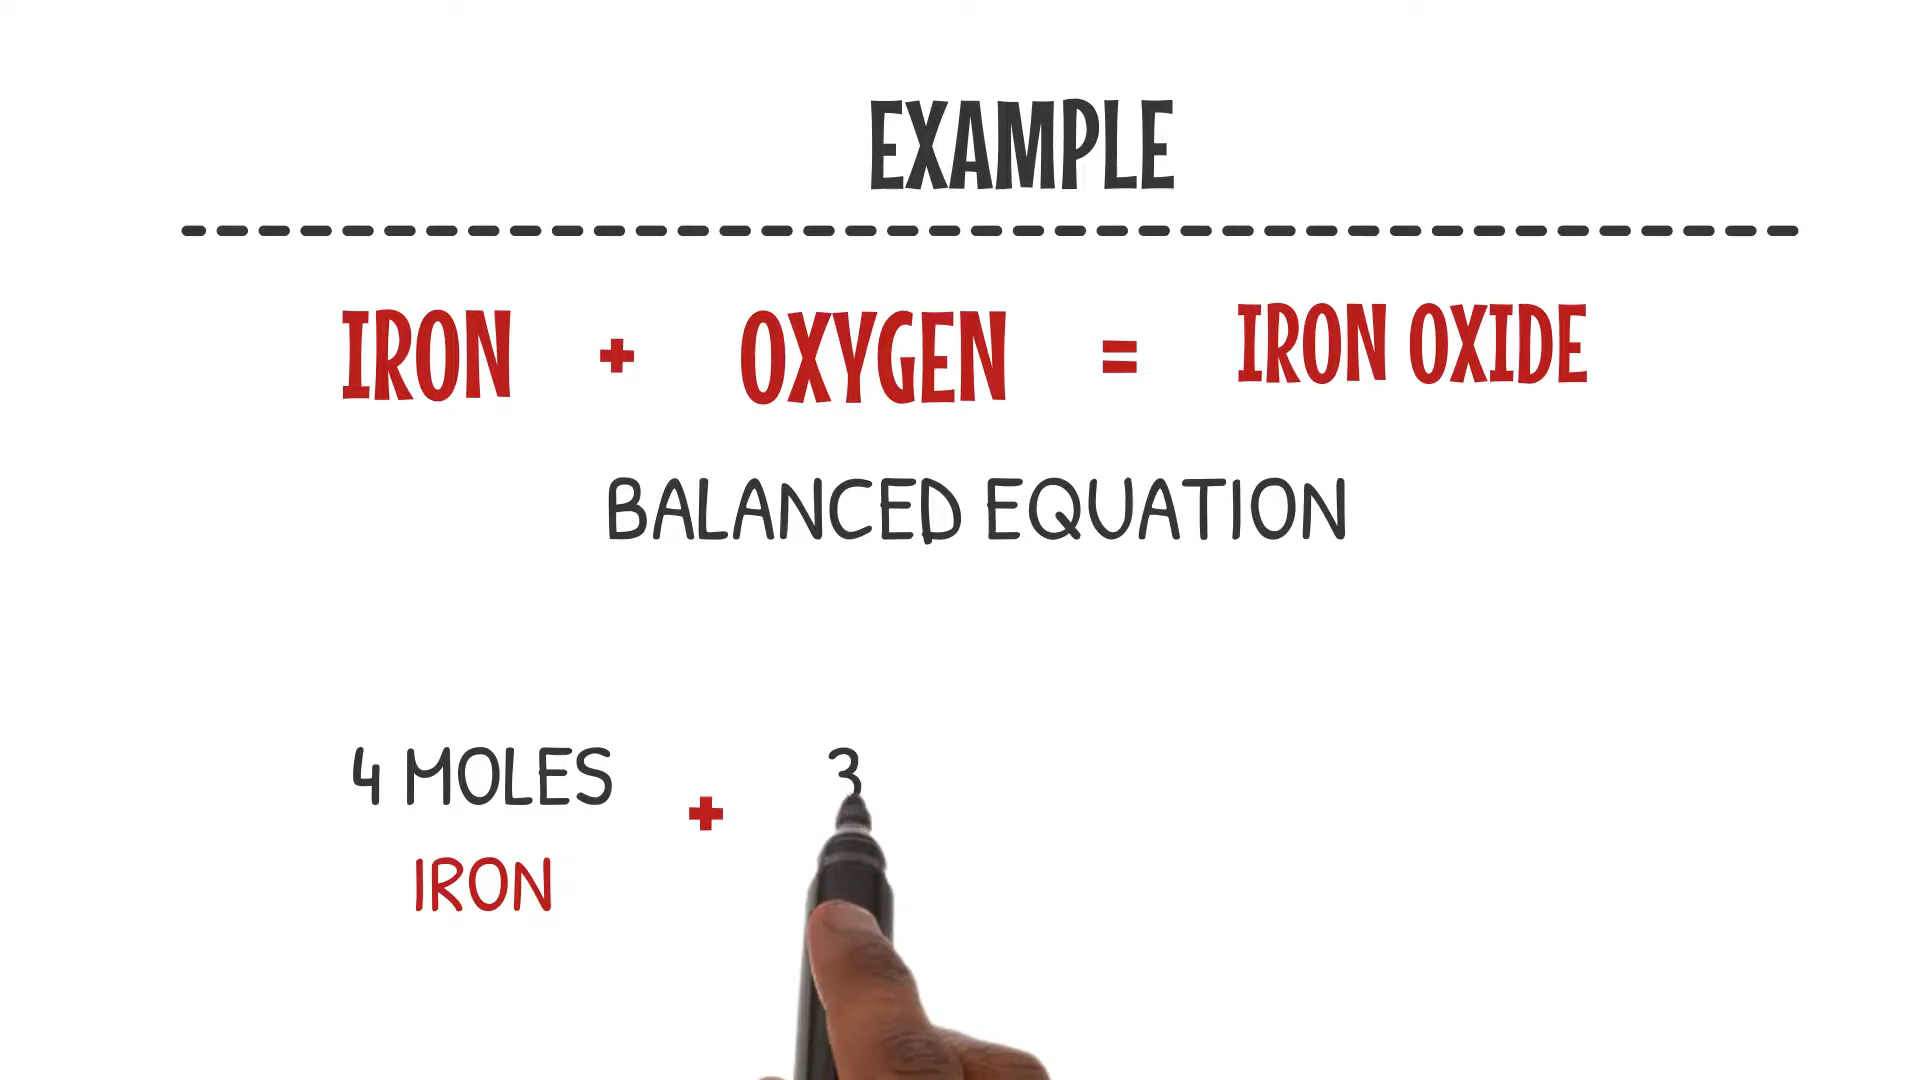 EXAMPLE
IRON + OXYGEN = IRON OXIDE
BALANCED EQUATION
4 MOLES + 3
IRON